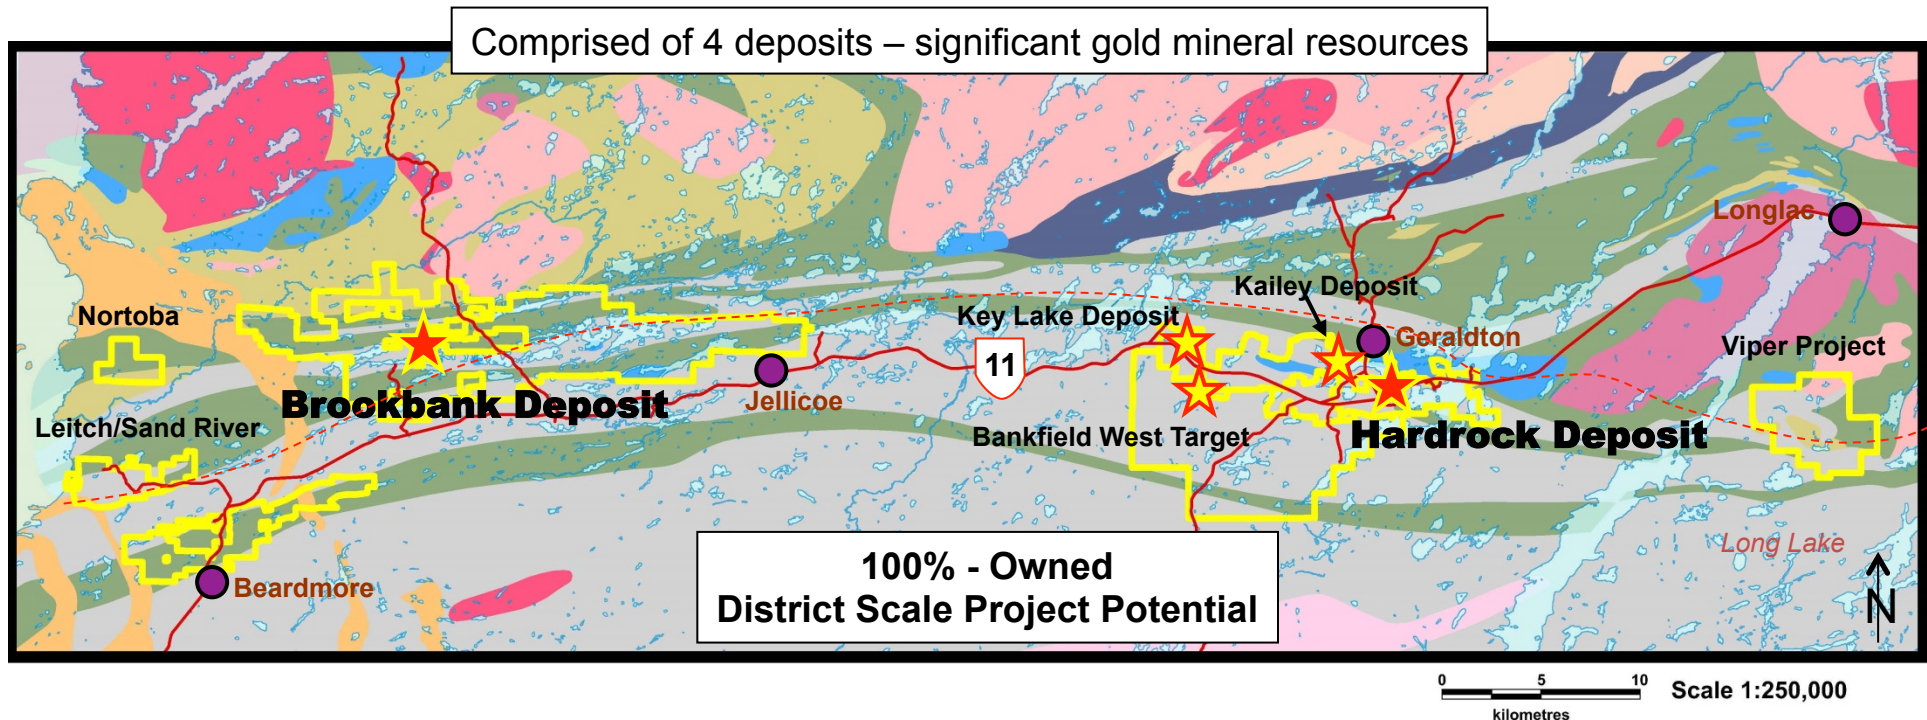 Comprised of 4 deposits – significant gold mineral resources
Longlac
Kailey Deposit
Nortoba
Key Lake Deposit
Geraldton
Viper Project
11
Brookbank Deposit
Jellicoe
Leitch/Sand River
Bankfield West Target
Hardrock Deposit
Long Lake
100% - Owned
District Scale Project Potential
Beardmore
N
0 5 10
Scale 1:250,000
kilometres